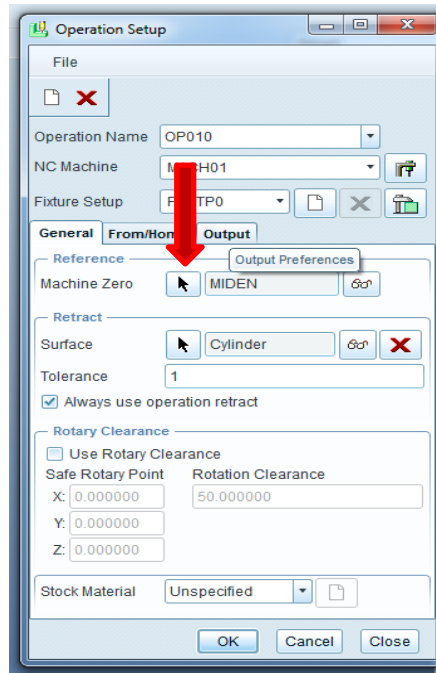 Operation Setup
File
Operation Name OP010
NC Machine
Fixture Setup
General From/Hom Output
Output Preferences
Reference
Machine Zero MIDEN
Retract
Surface Cylinder
Tolerance 1
Always use operation retract
Rotary Clearance
Use Rotary Clearance
Safe Rotary Point Rotation Clearance
X: 0.000000 50.000000
Y: 0.000000
Z: 0.000000
Stock Material Unspecified
OK Cancel Close